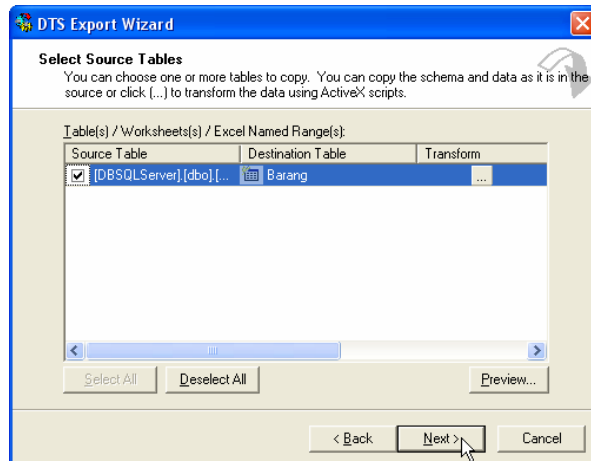 DTS Export Wizard
Select Source Tables
You can choose one or more tables to copy. You can copy the schema and data as it is in the
source or click (...) to transform the data using ActiveX scripts.
Table(s) / Worksheets(s) / Excel Named Range(s):
Source Table Destination Table Transform
[DBSQLServer].[dbo].[... Barang ...
Select All Deselect All Preview...
< Back Next > Cancel